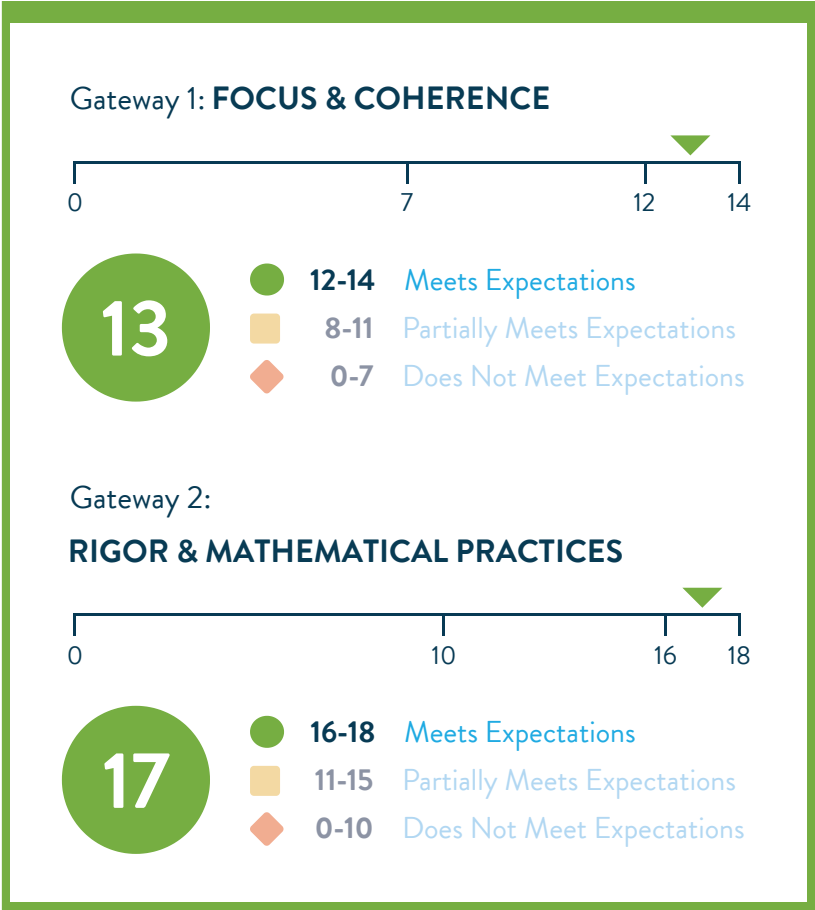 Gateway 1: FOCUS & COHERENCE
0 7 12 14
13
12-14 Meets Expectations
8-11 Partially Meets Expectations
0-7 Does Not Meet Expectations
Gateway 2:
RIGOR & MATHEMATICAL PRACTICES
0 10 16 18
17
16-18 Meets Expectations
11-15 Partially Meets Expectations
0-10 Does Not Meet Expectations